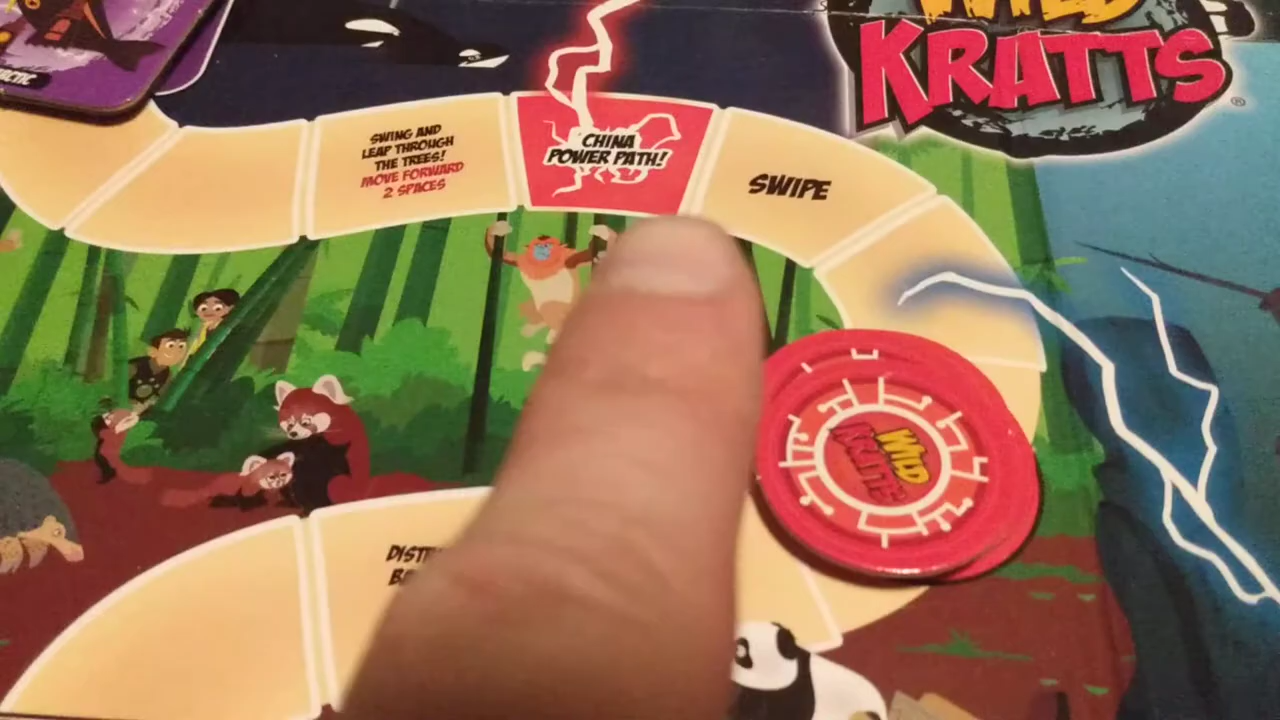 WILD
KRATTS
®
SWING AND
LEAP THROUGH
THE TREES!
MOVE FORWARD
2 SPACES
CHINA
POWER PATH!
SWIPE
WILD
KRATTS